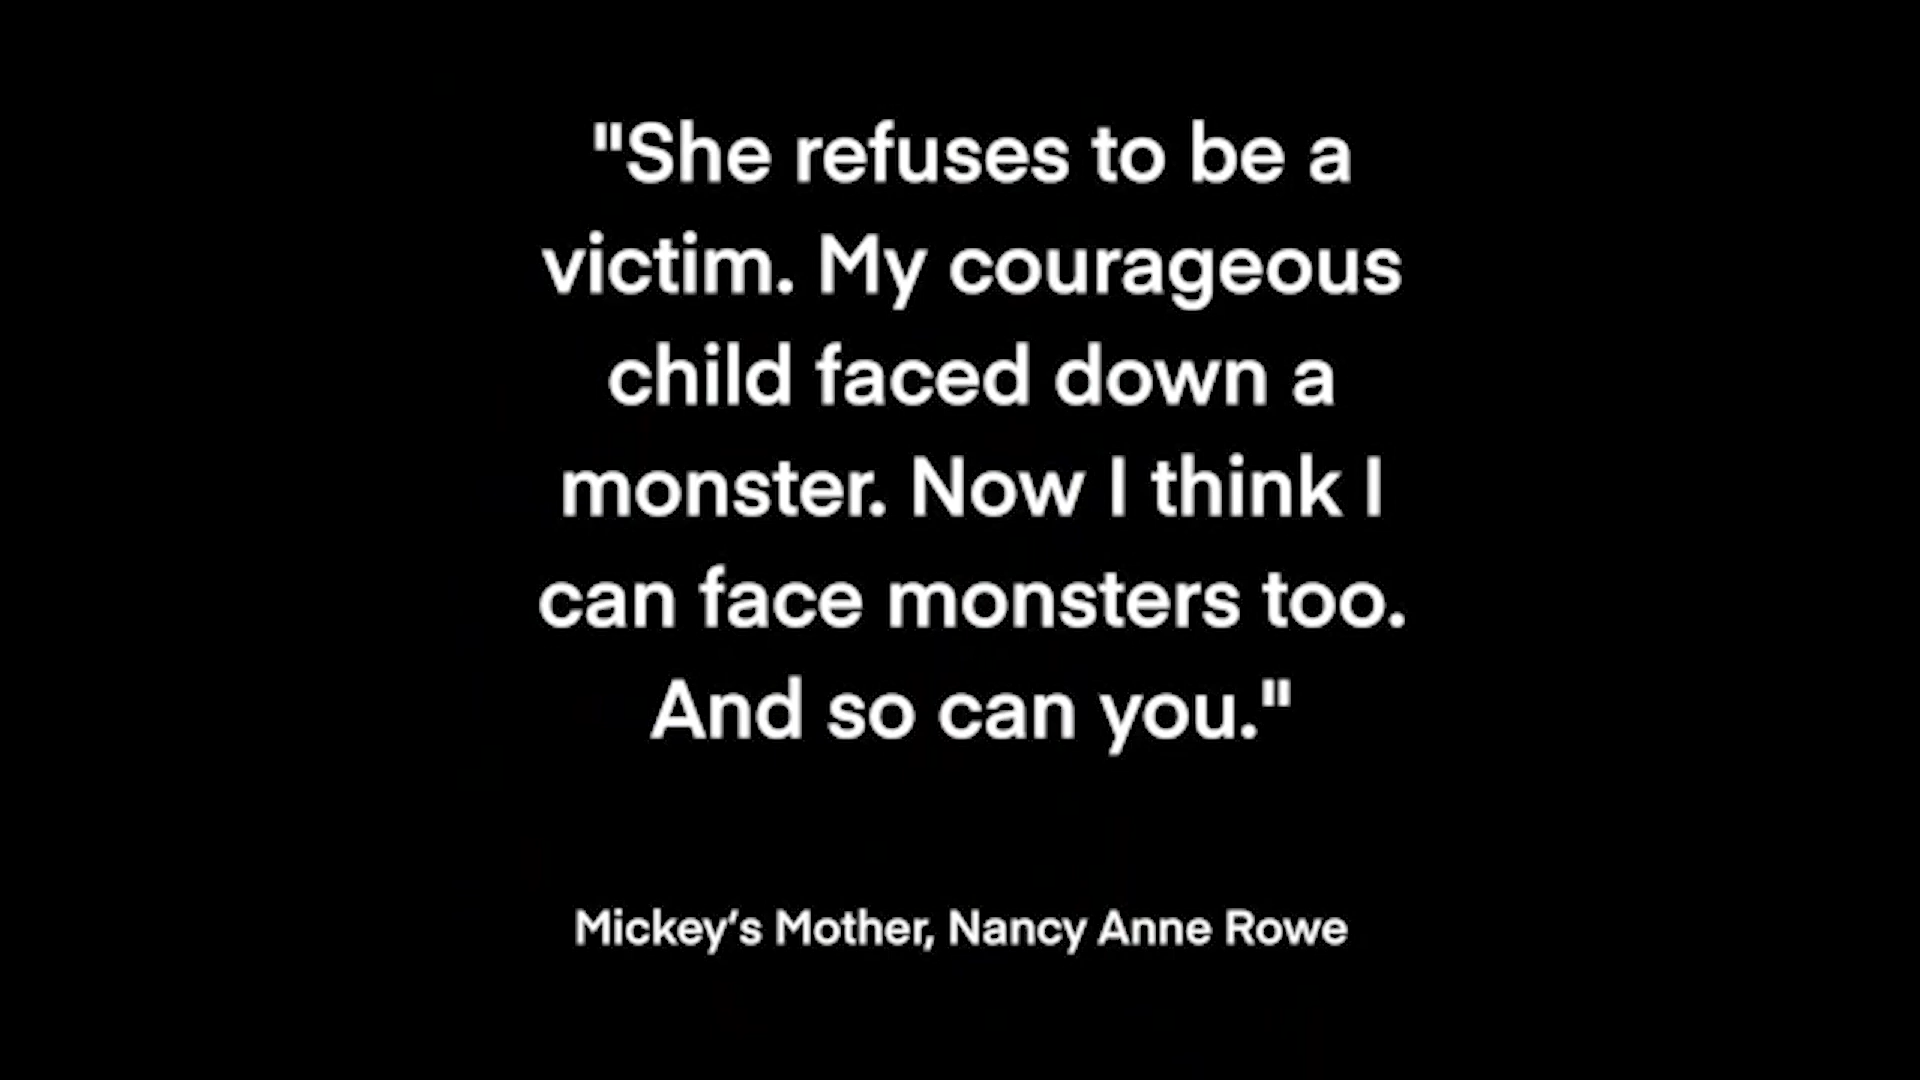 "She refuses to be a
victim. My courageous
child faced down a
monster. Now I think I
can face monsters too.
And so can you."
Mickey‘s Mother, Nancy Anne Rowe